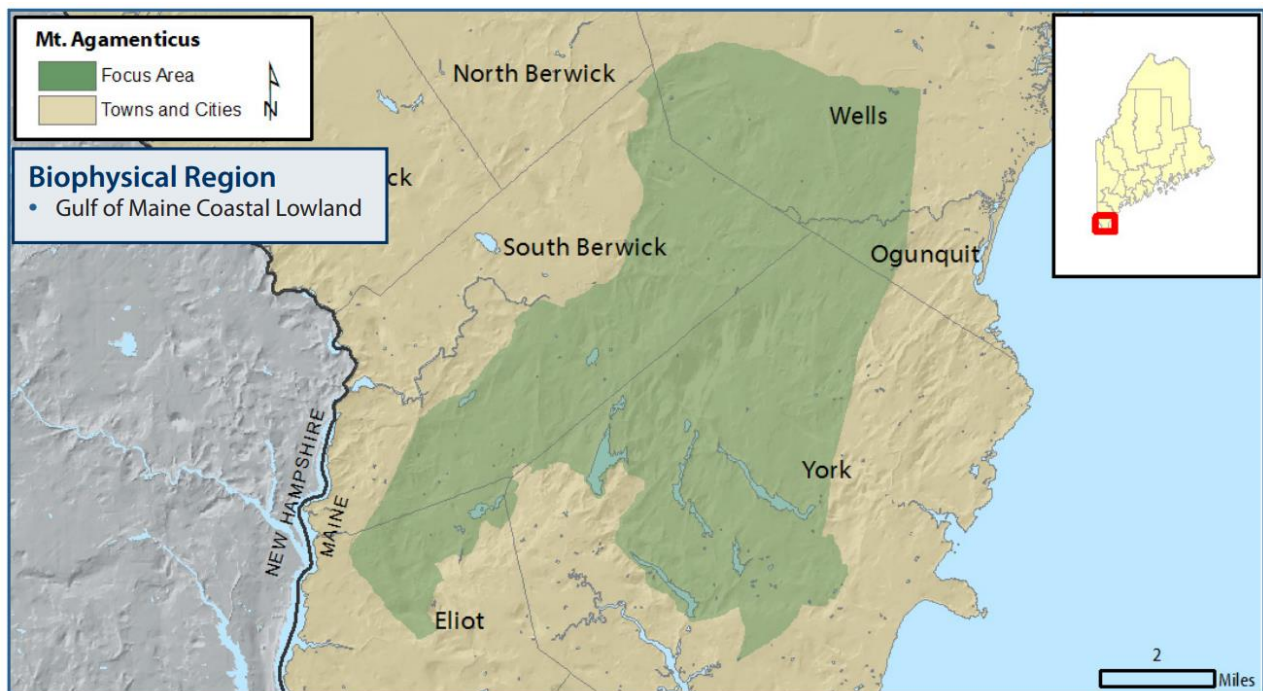 Mt. Agamenticus
Focus Area
Towns and Cities
N
Biophysical Region
• Gulf of Maine Coastal Lowland
North Berwick
Wells
ck
South Berwick
Ogunquit
NEW HAMPSHIRE
MAINE
York
Eliot
2
Miles